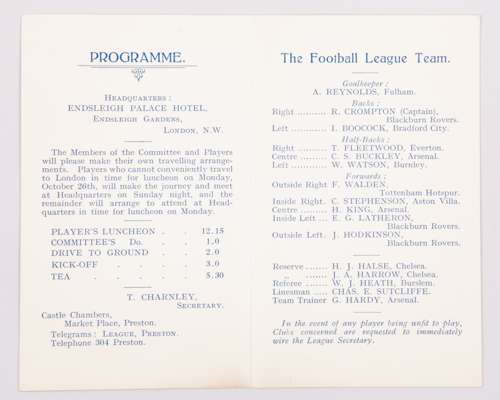 PROGRAMME.
HEADQUARTERS:
ENDSLEIGH PALACE HOTEL,
ENDSLEIGH GARDENS,
LONDON, N.W.
The Members of the Committee and Players
will please make their own travelling arrange-
ments. Players who cannot conveniently travel
to London in time for luncheon on Monday,
October 26th, will make the journey and meet
at Headquarters on Sunday night, and the
remainder will arrange to attend at Head-
quarters in time for luncheon on Monday.
PLAYER'S LUNCHEON . . 12.15
COMMITTEE'S Do. . . 1.0
DRIVE TO GROUND . . 2.0
KICK-OFF . . . . 3.0
TEA . . . . . 5.30
T. CHARNLEY,
SECRETARY.
Castle Chambers,
Market Place, Preston.
Telegrams: LEAGUE, PRESTON.
Telephone 304 Preston.
The Football League Team.
Goalkeeper:
A. REYNOLDS, Fulham.
Backs:
Right .......... R. CROMPTON (Captain),
Blackburn Rovers.
Left ............ I. BOOCOCK, Bradford City.
Half-Backs:
Right .......... T. FLEETWOOD, Everton.
Centre ......... C. S. BUCKLEY, Arsenal.
Left ............ W. WATSON, Burnley.
Forwards:
Outside Right F. WALDEN,
Tottenham Hotspur.
Inside Right. C. STEPHENSON, Aston Villa.
Centre ......... H. KING, Arsenal.
Inside Left ... E. G. LATHERON,
Blackburn Rovers.
Outside Left. J. HODKINSON,
Blackburn Rovers.
Reserve ....... H. J. HALSE, Chelsea.
,, ....... J. A. HARROW, Chelsea.
Referee ....... W. J. HEATH, Burslem.
Linesman ..... CHAS. E. SUTCLIFFE.
Team Trainer G. HARDY, Arsenal.
In the event of any player being unfit to play,
Clubs concerned are requested to immediately
wire the League Secretary.